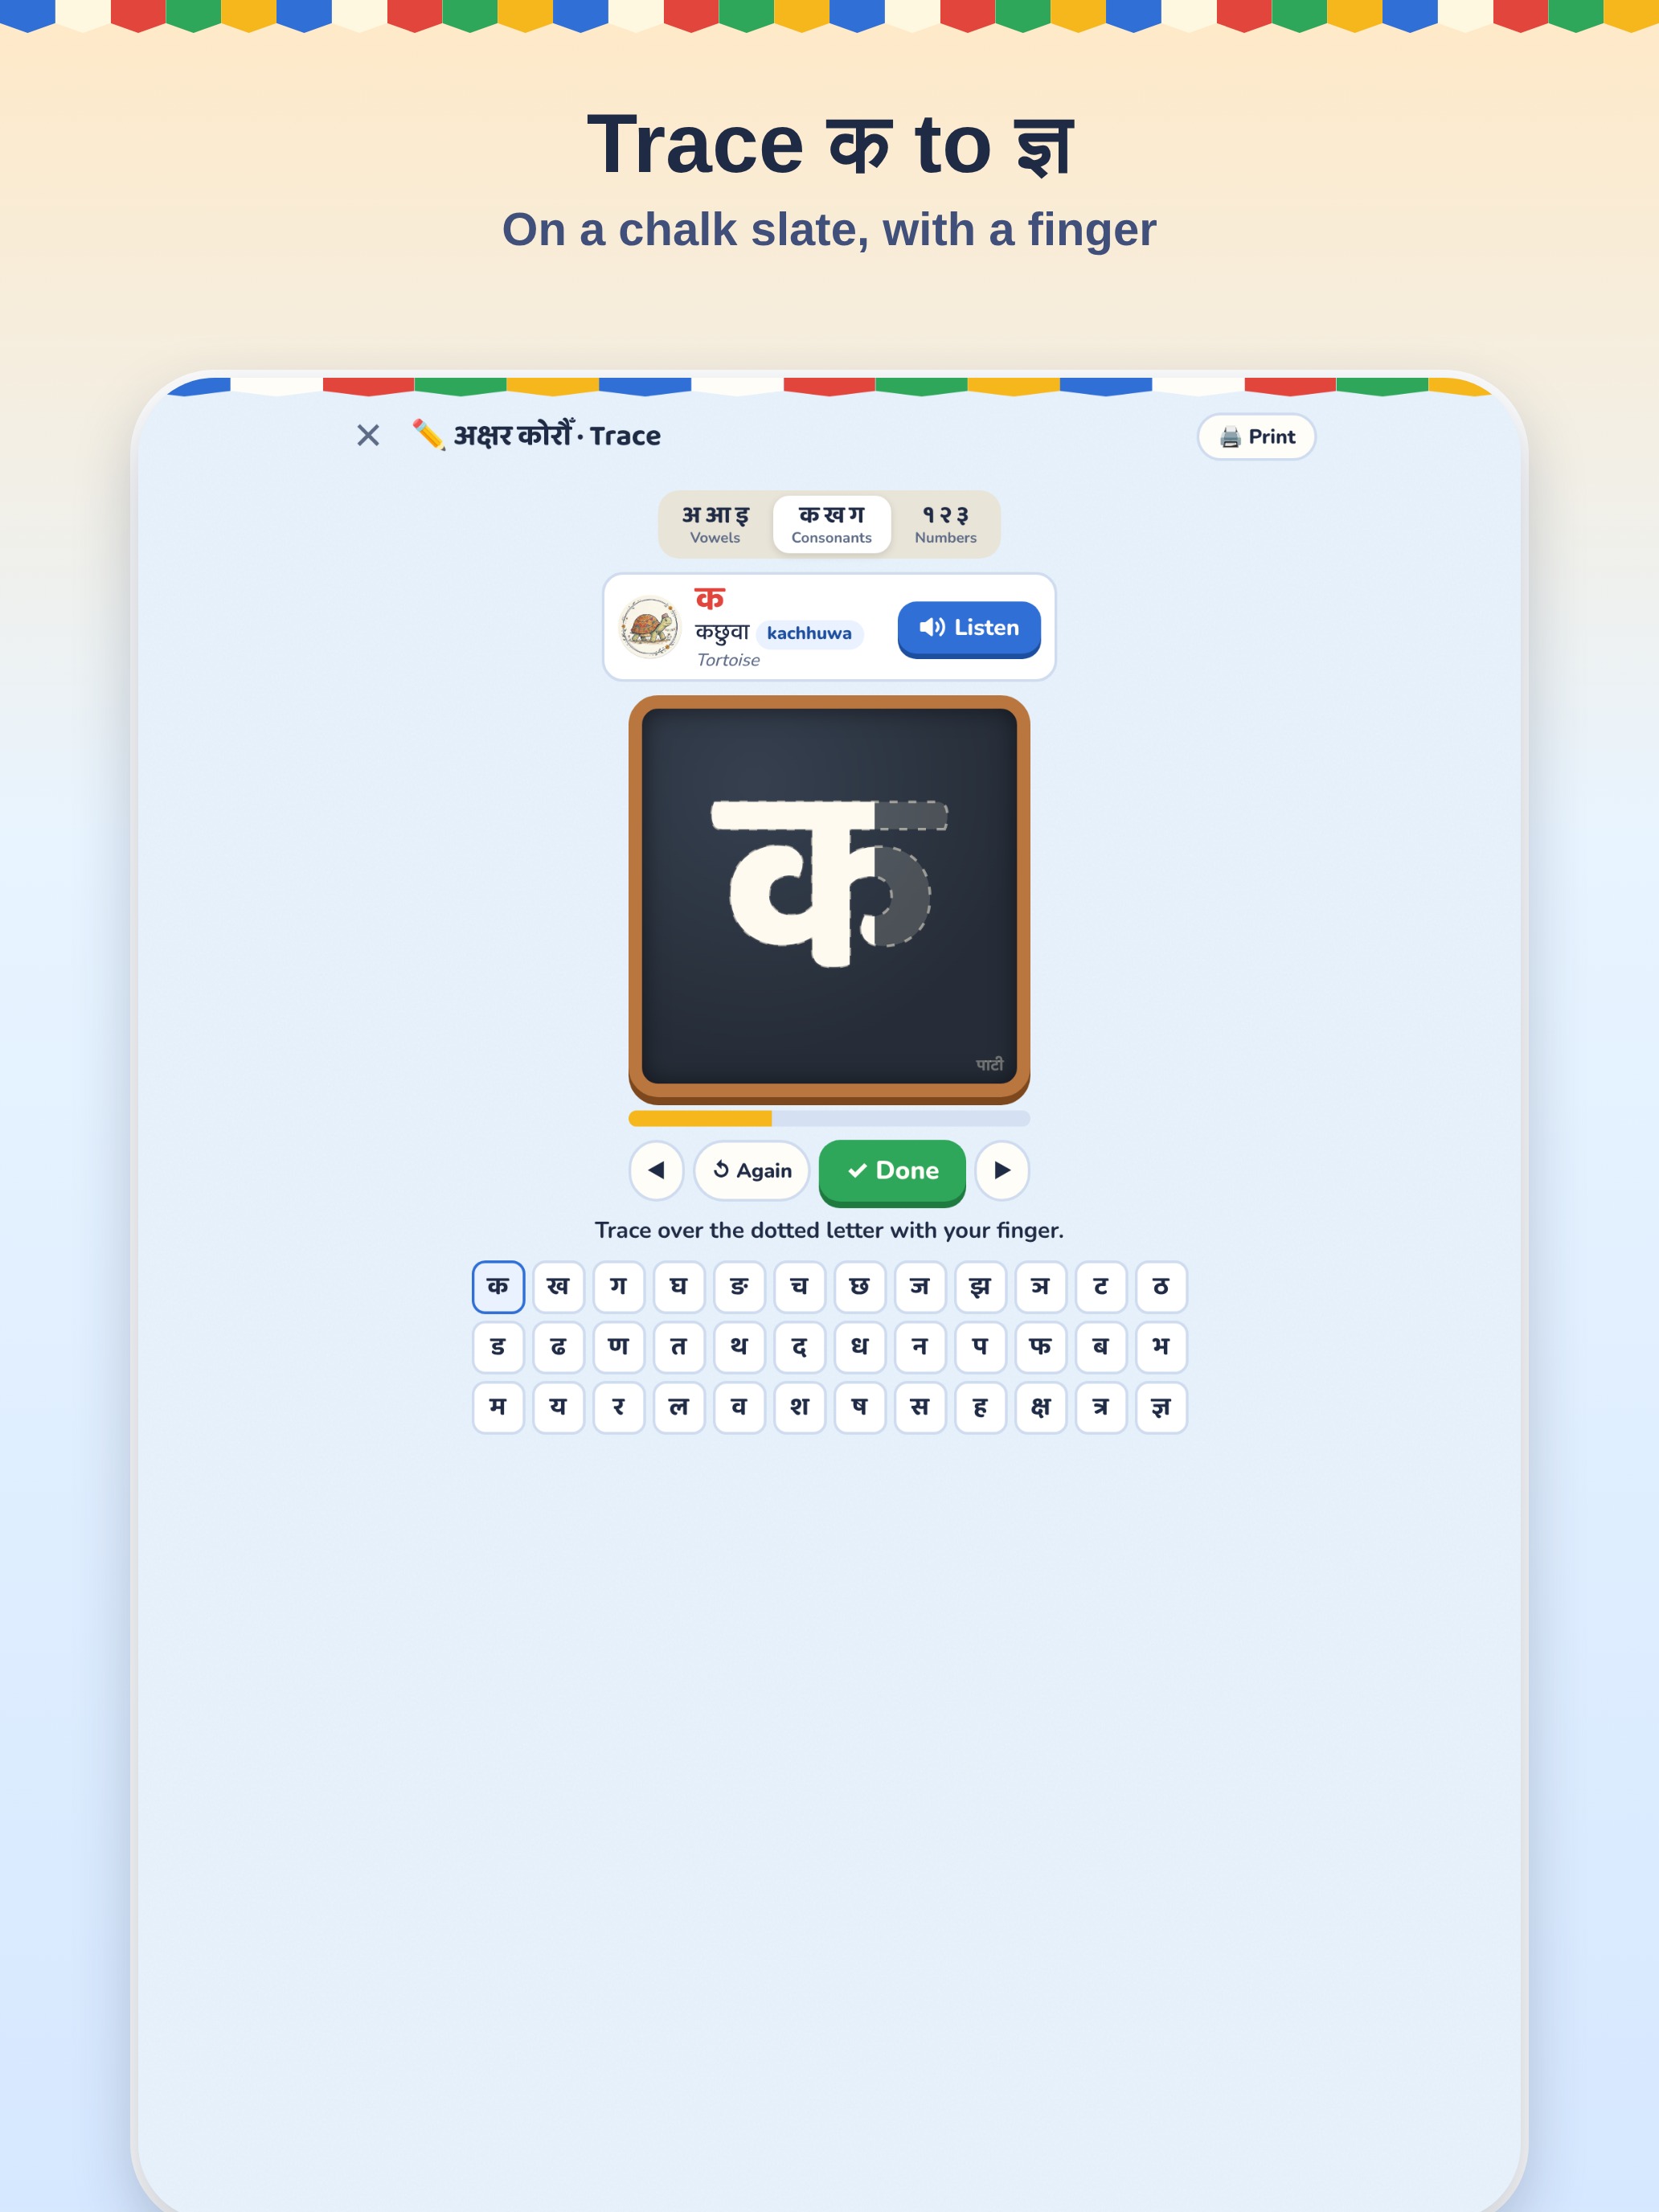 Trace क to ज्ञ
On a chalk slate, with a finger
✕ ✏️ अक्षर कोरौँ · Trace
🖨️ Print
अ आ इ क ख ग १ २ ३
Vowels Consonants Numbers
क
कछुवा kachhuwa
Tortoise
Listen
क
पाटी
Again Done
Trace over the dotted letter with your finger.
क ख ग घ ङ च छ ज झ ञ ट ठ
ड ढ ण त थ द ध न प फ ब भ
म य र ल व श ष स ह क्ष त्र ज्ञ